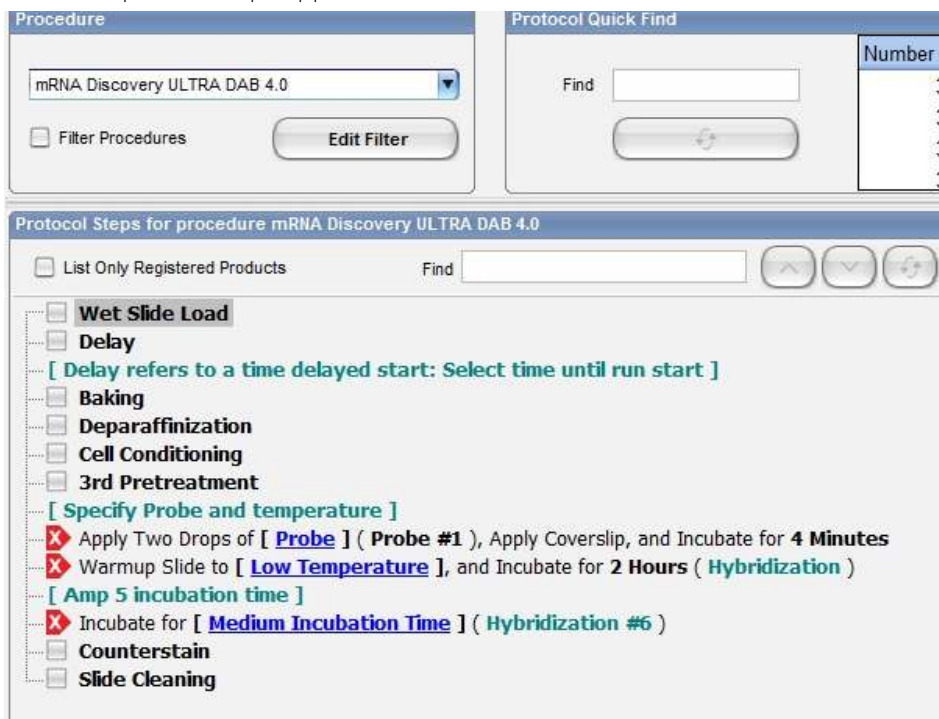 Procedure
Protocol Quick Find
Number
mRNA Discovery ULTRA DAB 4.0
Find
Filter Procedures
Edit Filter
Protocol Steps for procedure mRNA Discovery ULTRA DAB 4.0
List Only Registered Products
Find
Wet Slide Load
Delay
[ Delay refers to a time delayed start: Select time until run start ]
Baking
Deparaffinization
Cell Conditioning
3rd Pretreatment
[ Specify Probe and temperature ]
X Apply Two Drops of [ Probe ] ( Probe #1 ), Apply Coverslip, and Incubate for 4 Minutes
X Warmup Slide to [ Low Temperature ], and Incubate for 2 Hours ( Hybridization )
[ Amp 5 incubation time ]
X Incubate for [ Medium Incubation Time ] ( Hybridization #6 )
Counterstain
Slide Cleaning